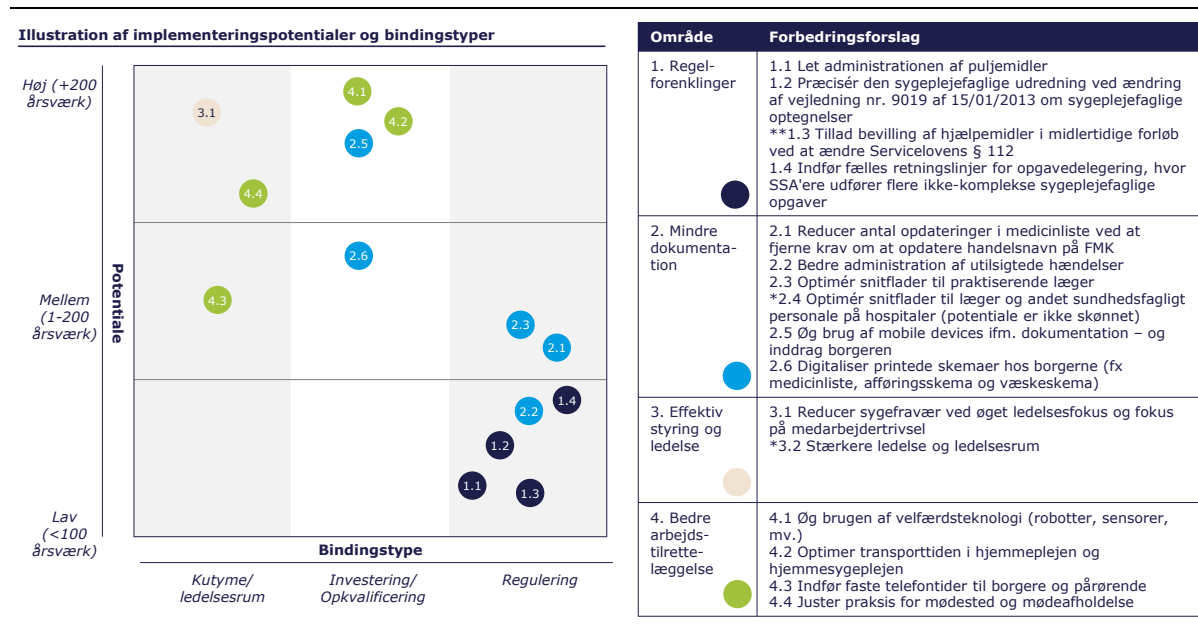 Illustration af implementeringspotentialer og bindingstyper
Høj (+200
årsværk)
Mellem
(1-200
årsværk)
Lav
(<100
årsværk)
Potentiale
3.1
4.1
4.2
2.5
4.4
2.6
4.3
2.3
2.1
1.4
2.2
1.2
1.1
1.3
Bindingstype
Kutyme/
ledelsesrum
Investering/
Opkvalificering
Regulering
Område
Forbedringsforslag
1. Regel-
forenklinger
1.1 Let administrationen af puljemidler
1.2 Præcisér den sygeplejefaglige udredning ved ændring
af vejledning nr. 9019 af 15/01/2013 om sygeplejefaglige
optegnelser
**1.3 Tillad bevilling af hjælpemidler i midlertidige forløb
ved at ændre Servicelovens § 112
1.4 Indfør fælles retningslinjer for opgavedelegering, hvor
SSA'ere udfører flere ikke-komplekse sygeplejefaglige
opgaver
2. Mindre
dokumenta-
tion
2.1 Reducer antal opdateringer i medicinliste ved at
fjerne krav om at opdatere handelsnavn på FMK
2.2 Bedre administration af utilsigtede hændelser
2.3 Optimér snitflader til praktiserende læger
*2.4 Optimér snitflader til læger og andet sundhedsfagligt
personale på hospitaler (potentiale er ikke skønnet)
2.5 Øg brug af mobile devices ifm. dokumentation – og
inddrag borgeren
2.6 Digitaliser printede skemaer hos borgerne (fx
medicinliste, afføringsskema og væskeskema)
3. Effektiv
styring og
ledelse
3.1 Reducer sygefravær ved øget ledelsesfokus og fokus
på medarbejdertrivsel
*3.2 Stærkere ledelse og ledelsesrum
4. Bedre
arbejds-
tilrette-
læggelse
4.1 Øg brugen af velfærdsteknologi (robotter, sensorer,
mv.)
4.2 Optimer transporttiden i hjemmeplejen og
hjemmesygeplejen
4.3 Indfør faste telefontider til borgere og pårørende
4.4 Juster praksis for mødested og mødeafholdelse